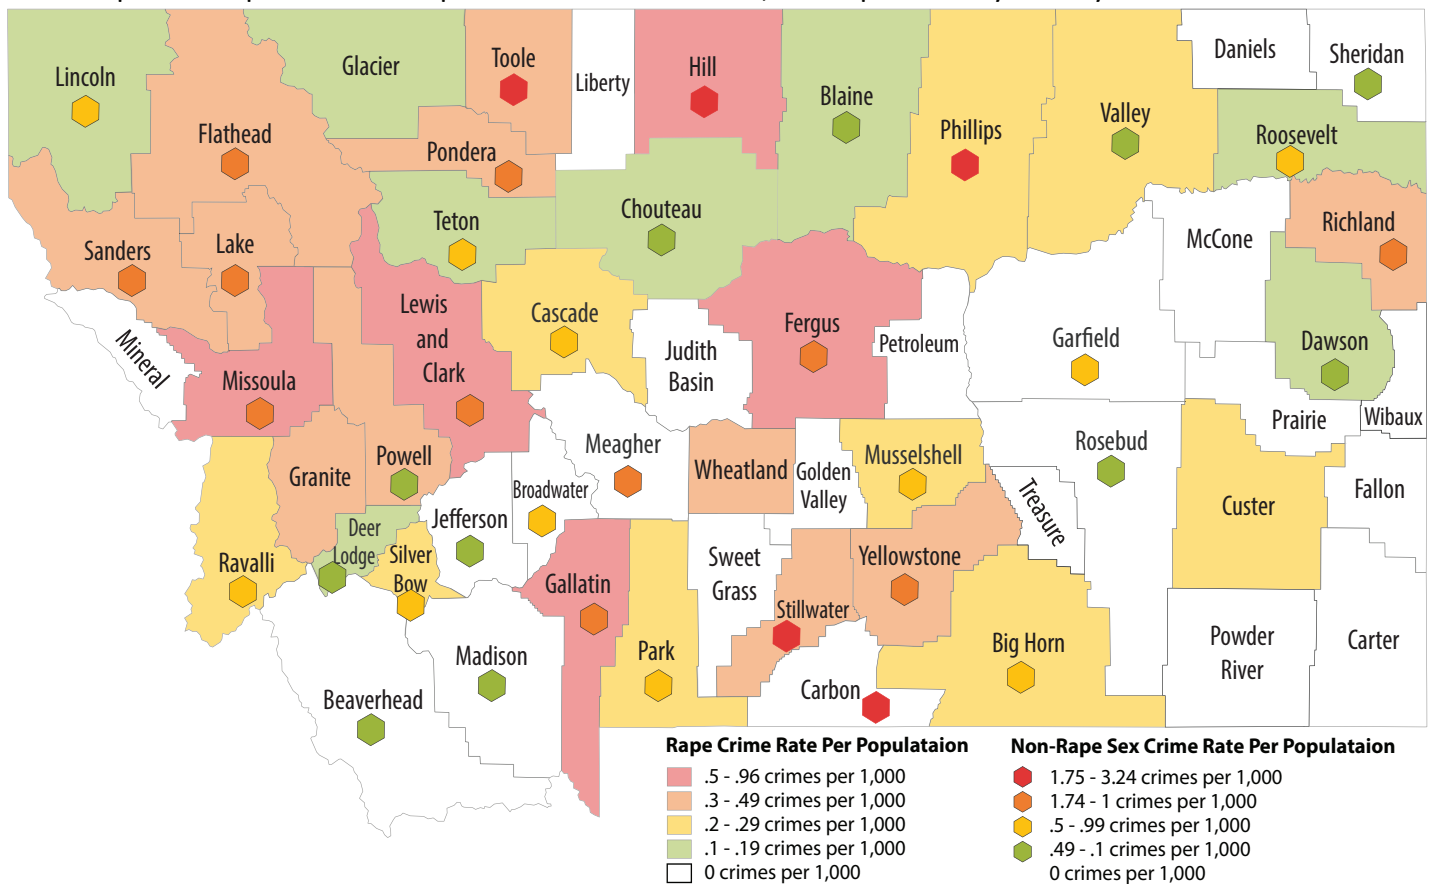 Lincoln
Glacier
Toole
Liberty
Hill
Blaine
Phillips
Valley
Daniels
Sheridan
Roosevelt
Flathead
Pondera
Teton
Chouteau
McCone
Richland
Sanders
Lake
Lewis
and
Clark
Cascade
Fergus
Petroleum
Garfield
Dawson
Mineral
Missoula
Judith
Basin
Prairie
Wibaux
Meagher
Wheatland
Golden
Valley
Musselshell
Rosebud
Treasure
Custer
Fallon
Granite
Powell
Broadwater
Jefferson
Deer
Lodge
Silver
Bow
Ravalli
Gallatin
Sweet
Grass
Stillwater
Yellowstone
Park
Big Horn
Powder
River
Carter
Madison
Beaverhead
Carbon
Rape Crime Rate Per Populataion
.5 - .96 crimes per 1,000
.3 - .49 crimes per 1,000
.2 - .29 crimes per 1,000
.1 - .19 crimes per 1,000
0 crimes per 1,000
Non-Rape Sex Crime Rate Per Populataion
1.75 - 3.24 crimes per 1,000
1.74 - 1 crimes per 1,000
.5 - .99 crimes per 1,000
.49 - .1 crimes per 1,000
0 crimes per 1,000